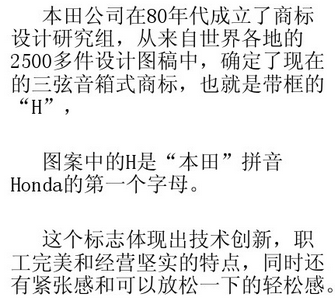 本田公司在80年代成立了商标
设计研究组，从来自世界各地的
2500多件设计图稿中，确定了现在
的三弦音箱式商标，也就是带框的
“H”，
图案中的H是“本田”拼音
Honda的第一个字母。
这个标志体现出技术创新，职
工完美和经营坚实的特点，同时还
有紧张感和可以放松一下的轻松感。